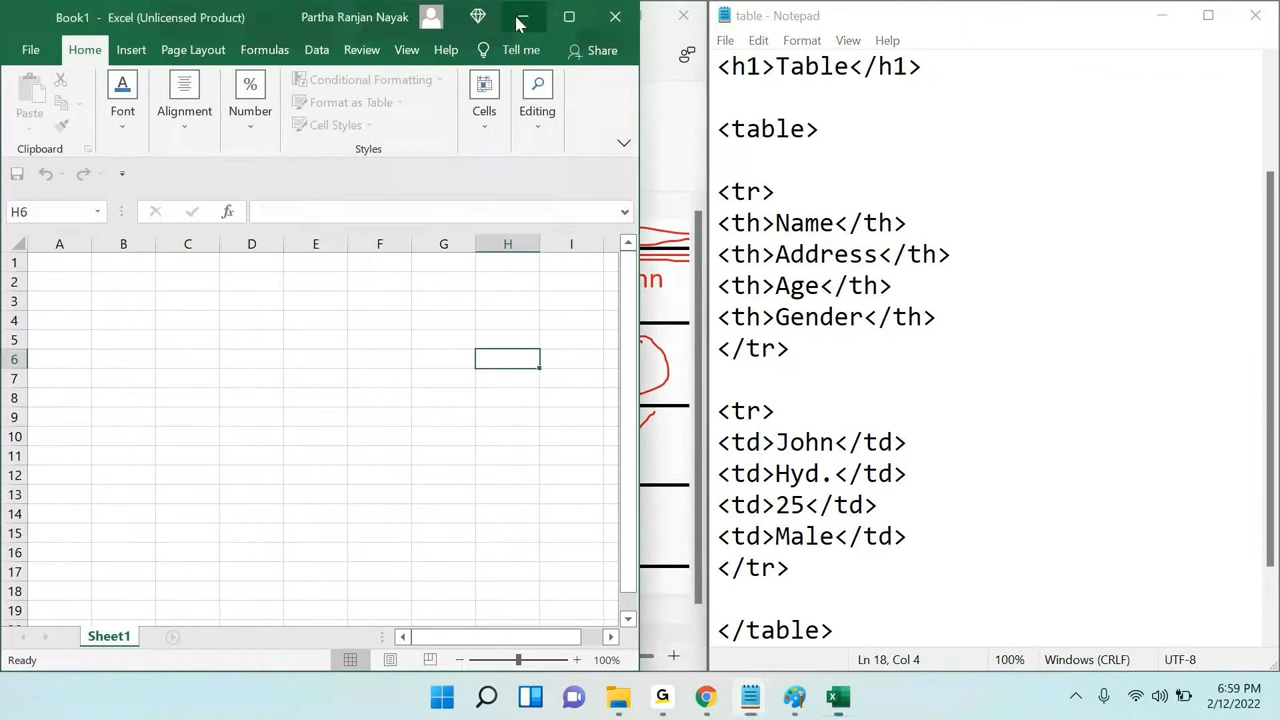 Book1 - Excel (Unlicensed Product)
Partha Ranjan Nayak
File
Home
Insert
Page Layout
Formulas
Data
Review
View
Help
Tell me
Share
Paste
Clipboard
Font
Alignment
Number
Conditional Formatting
Format as Table
Cell Styles
Styles
Cells
Editing
H6
fx
A B C D E F G H I
1
2
3
4
5
6
7
8
9
10
11
12
13
14
15
16
17
18
19
Sheet1
Ready
100%
nn
table - Notepad
File Edit Format View Help
<h1>Table</h1>
<table>
<tr>
<th>Name</th>
<th>Address</th>
<th>Age</th>
<th>Gender</th>
</tr>
<tr>
<td>John</td>
<td>Hyd.</td>
<td>25</td>
<td>Male</td>
</tr>
</table>
Ln 18, Col 4
100%
Windows (CRLF)
UTF-8
6:59 PM
2/12/2022